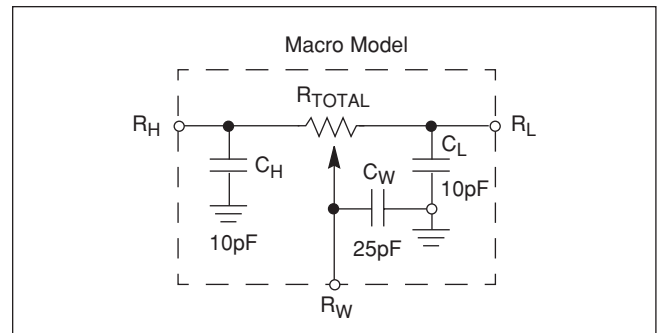 Macro Model
R_TOTAL
R_H
R_L
C_H
C_L
C_W
10pF
10pF
25pF
R_W